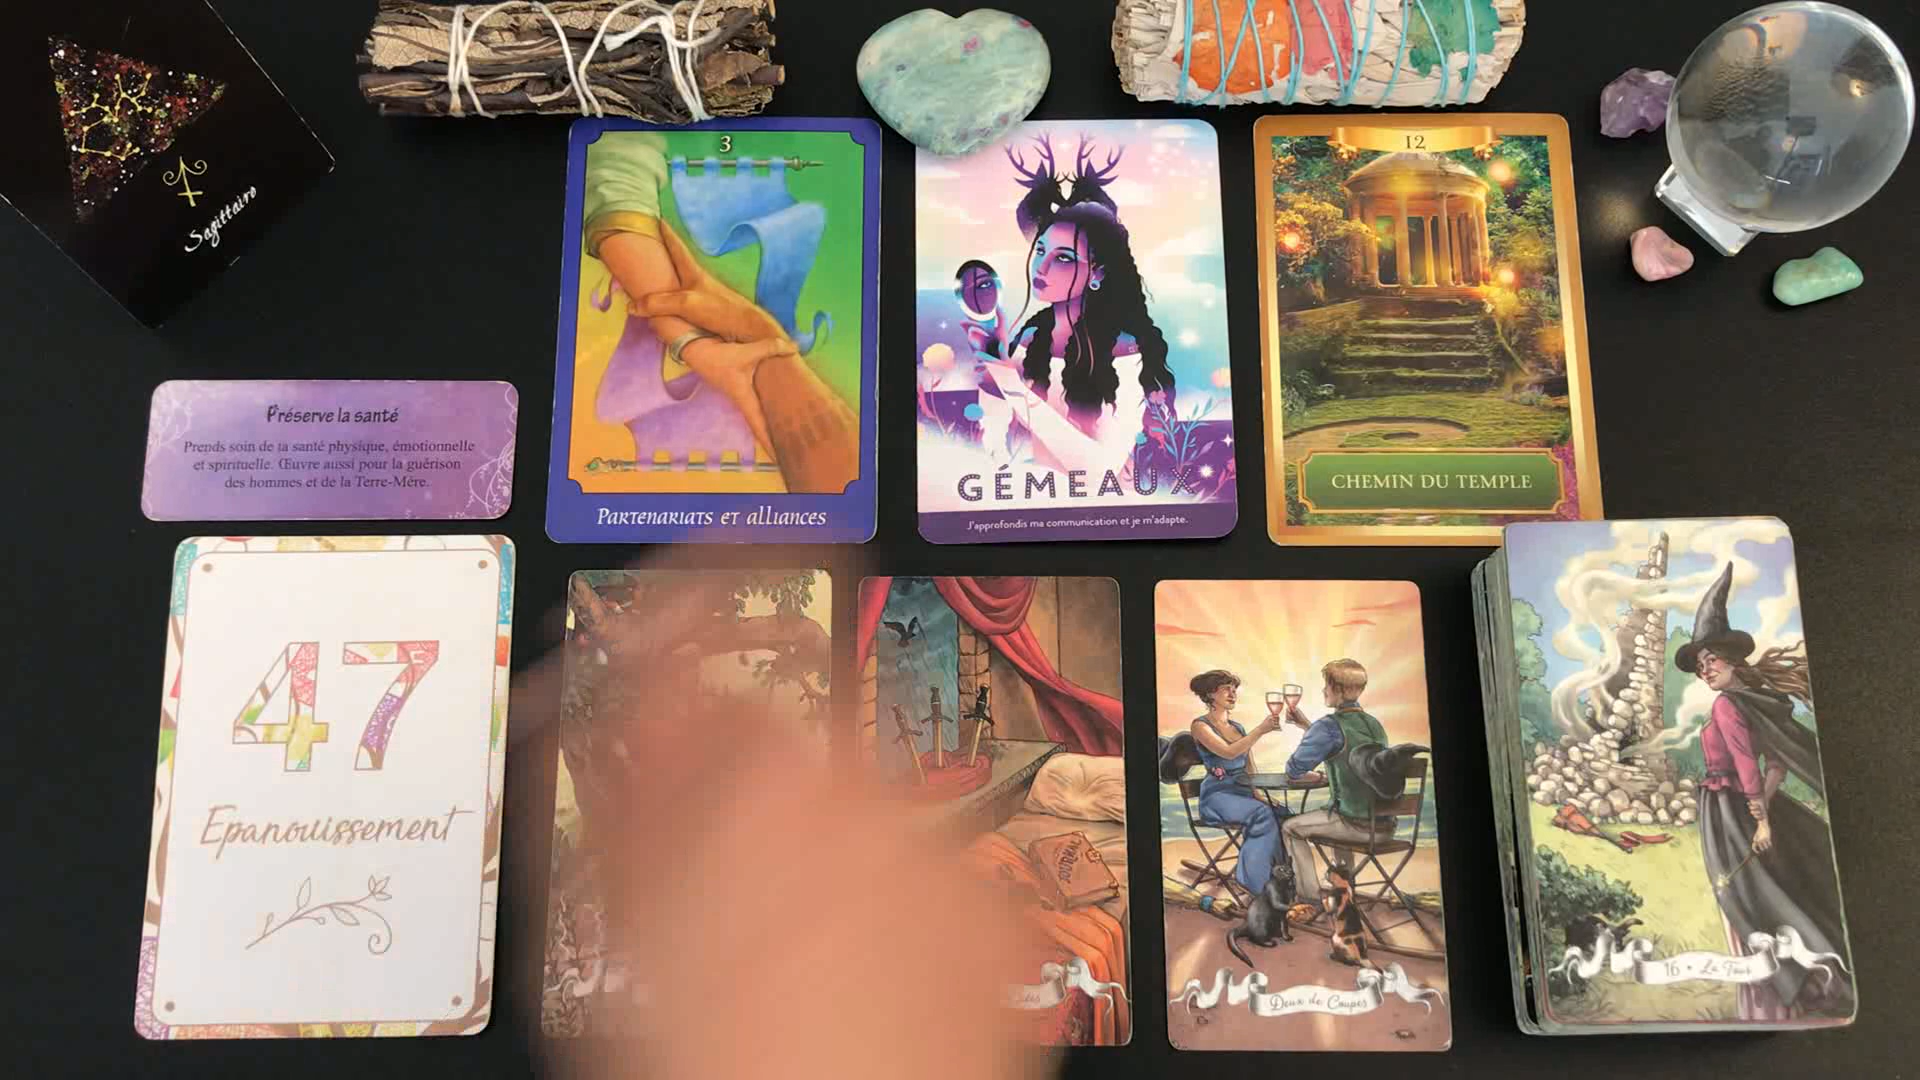 Sagittaire
3
Partenariats et alliances
GÉMEAUX
J'approfondis ma communication et je m'adapte.
12
CHEMIN DU TEMPLE
Préserve la santé
Prends soin de ta santé physique, émotionnelle
et spirituelle. Œuvre aussi pour la guérison
des hommes et de la Terre-Mère.
47
Epanouissement
JOURNAL
Deux de Coupes
16 • La Tour